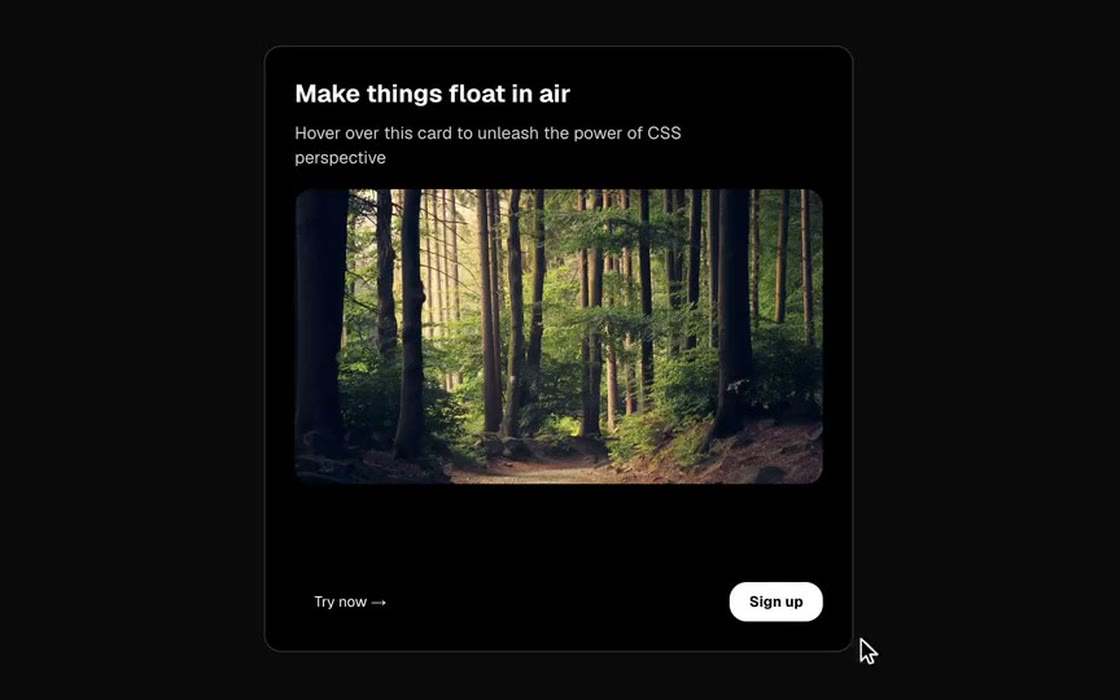 Make things float in air
Hover over this card to unleash the power of CSS
perspective
Try now →
Sign up